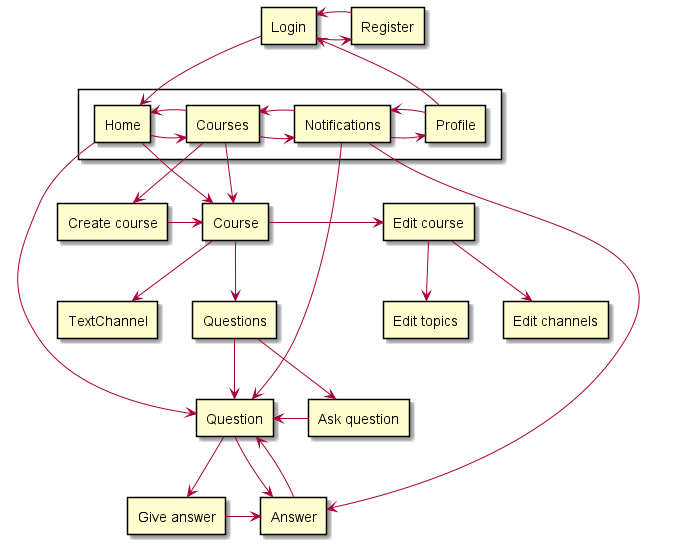 Login
Register
Home
Courses
Notifications
Profile
Create course
Course
Edit course
TextChannel
Questions
Edit topics
Edit channels
Question
Ask question
Give answer
Answer